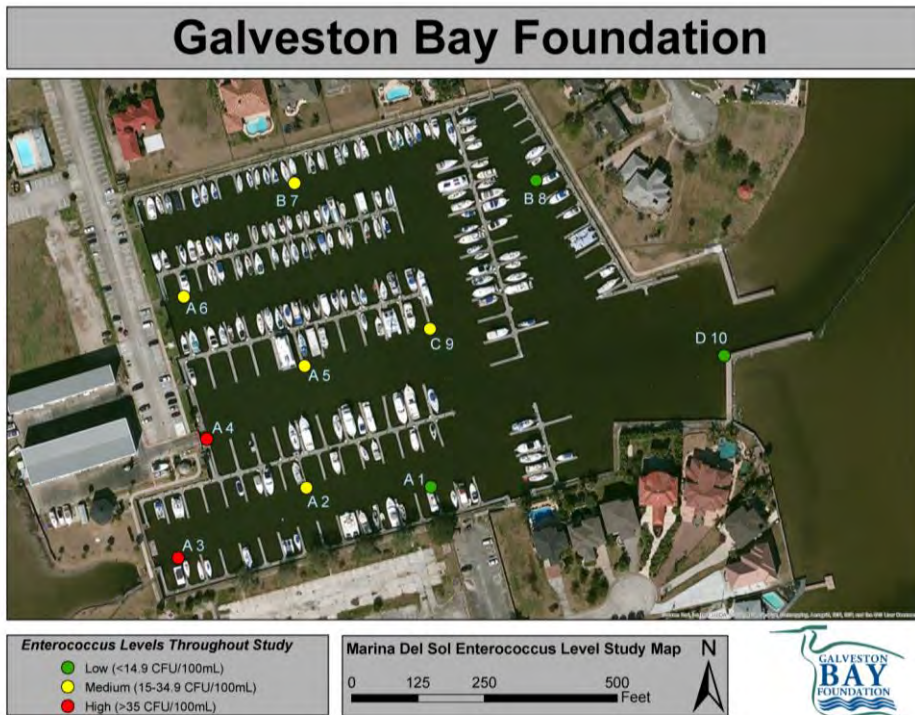 Galveston Bay Foundation
B 7
B 8
A 6
C 9
D 10
A 5
A 4
A 1
A 2
A 3
Enterococcus Levels Throughout Study
Low (<14.9 CFU/100mL)
Medium (15-34.9 CFU/100mL)
High (>35 CFU/100mL)
Marina Del Sol Enterococcus Level Study Map
N
0 125 250 500
Feet
GALVESTON
BAY
FOUNDATION